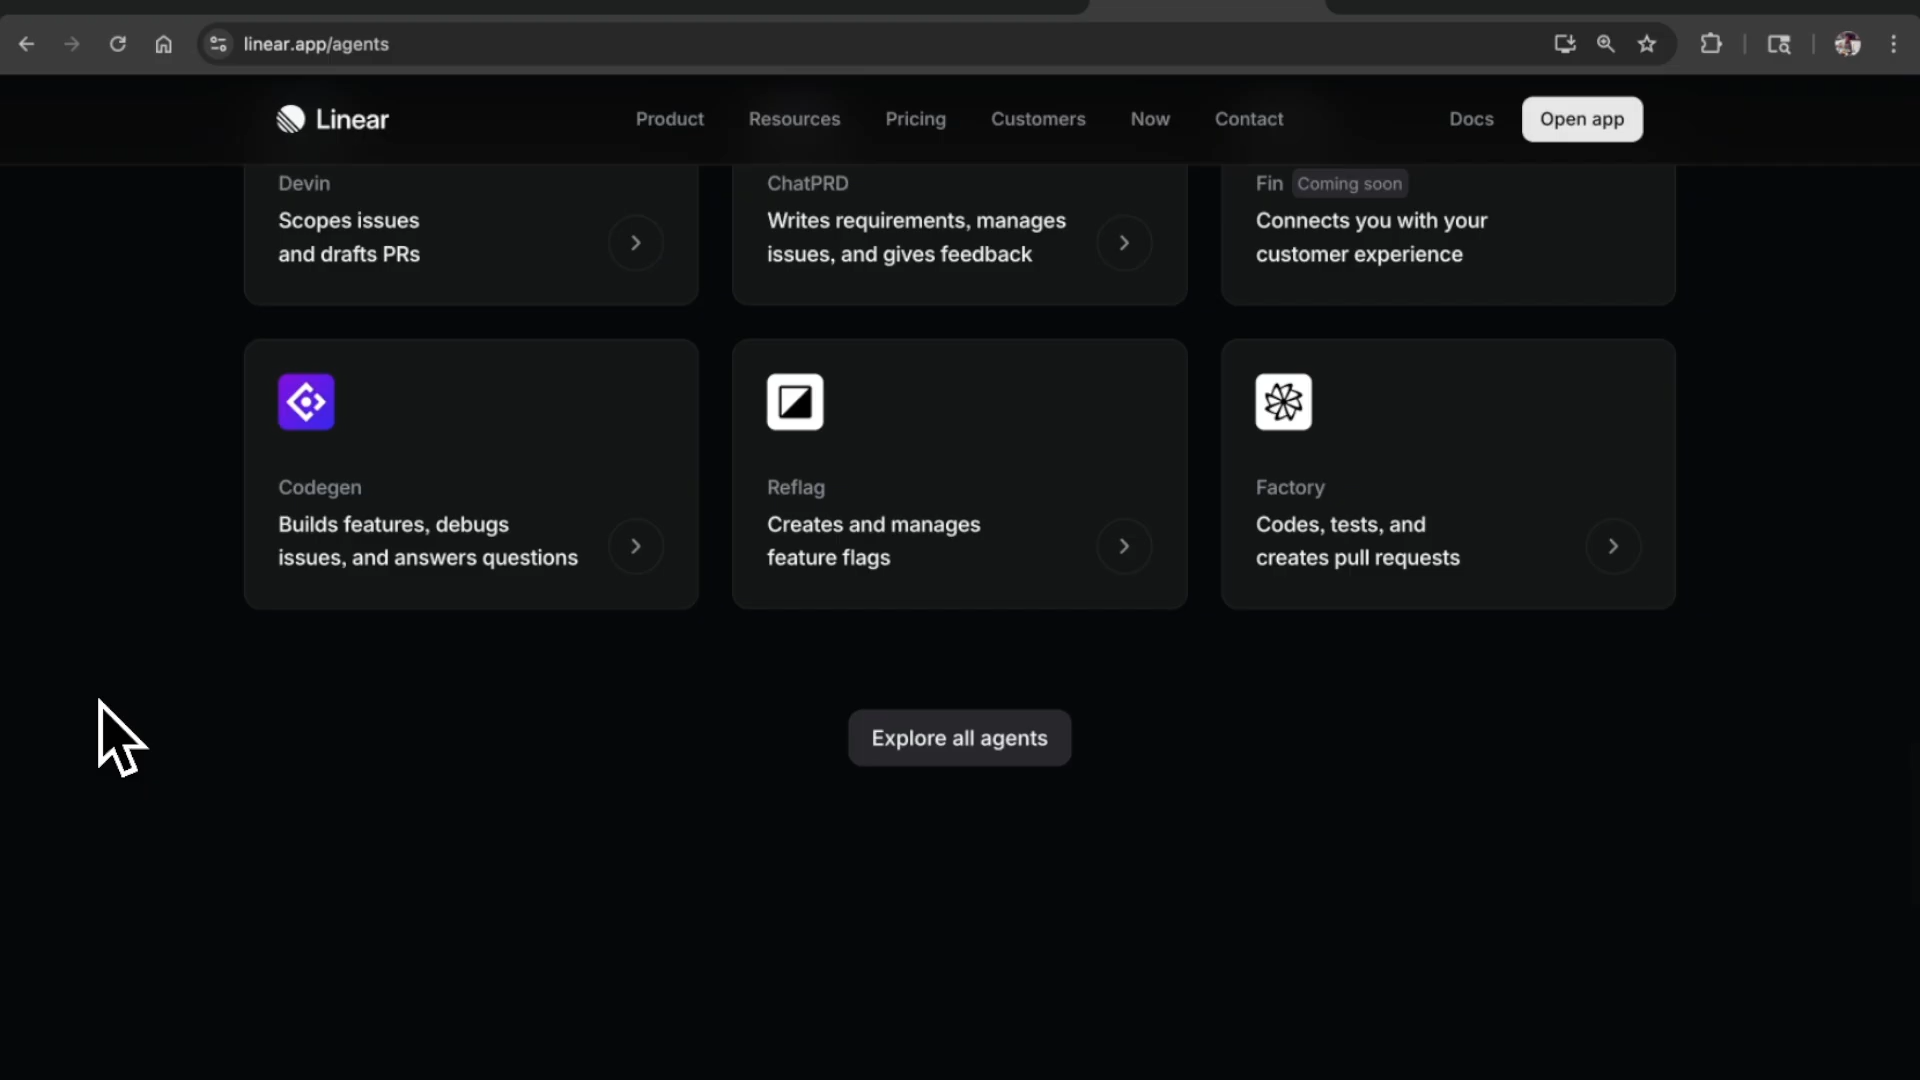 linear.app/agents
Linear
Product
Resources
Pricing
Customers
Now
Contact
Docs
Open app
Devin
Scopes issues
and drafts PRs
ChatPRD
Writes requirements, manages
issues, and gives feedback
Fin Coming soon
Connects you with your
customer experience
Codegen
Builds features, debugs
issues, and answers questions
Reflag
Creates and manages
feature flags
Factory
Codes, tests, and
creates pull requests
Explore all agents